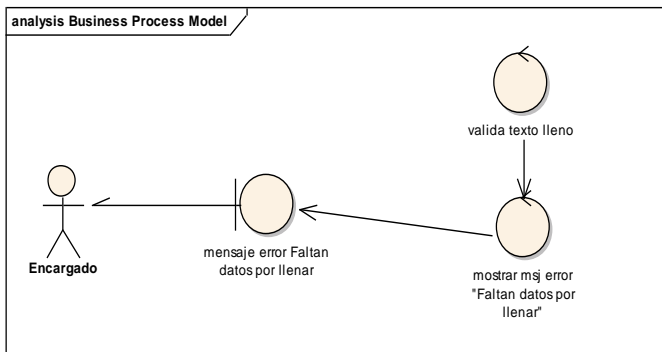 analysis Business Process Model
valida texto lleno
mensaje error Faltan
datos por llenar
Encargado
mostrar msj error
"Faltan datos por
llenar"